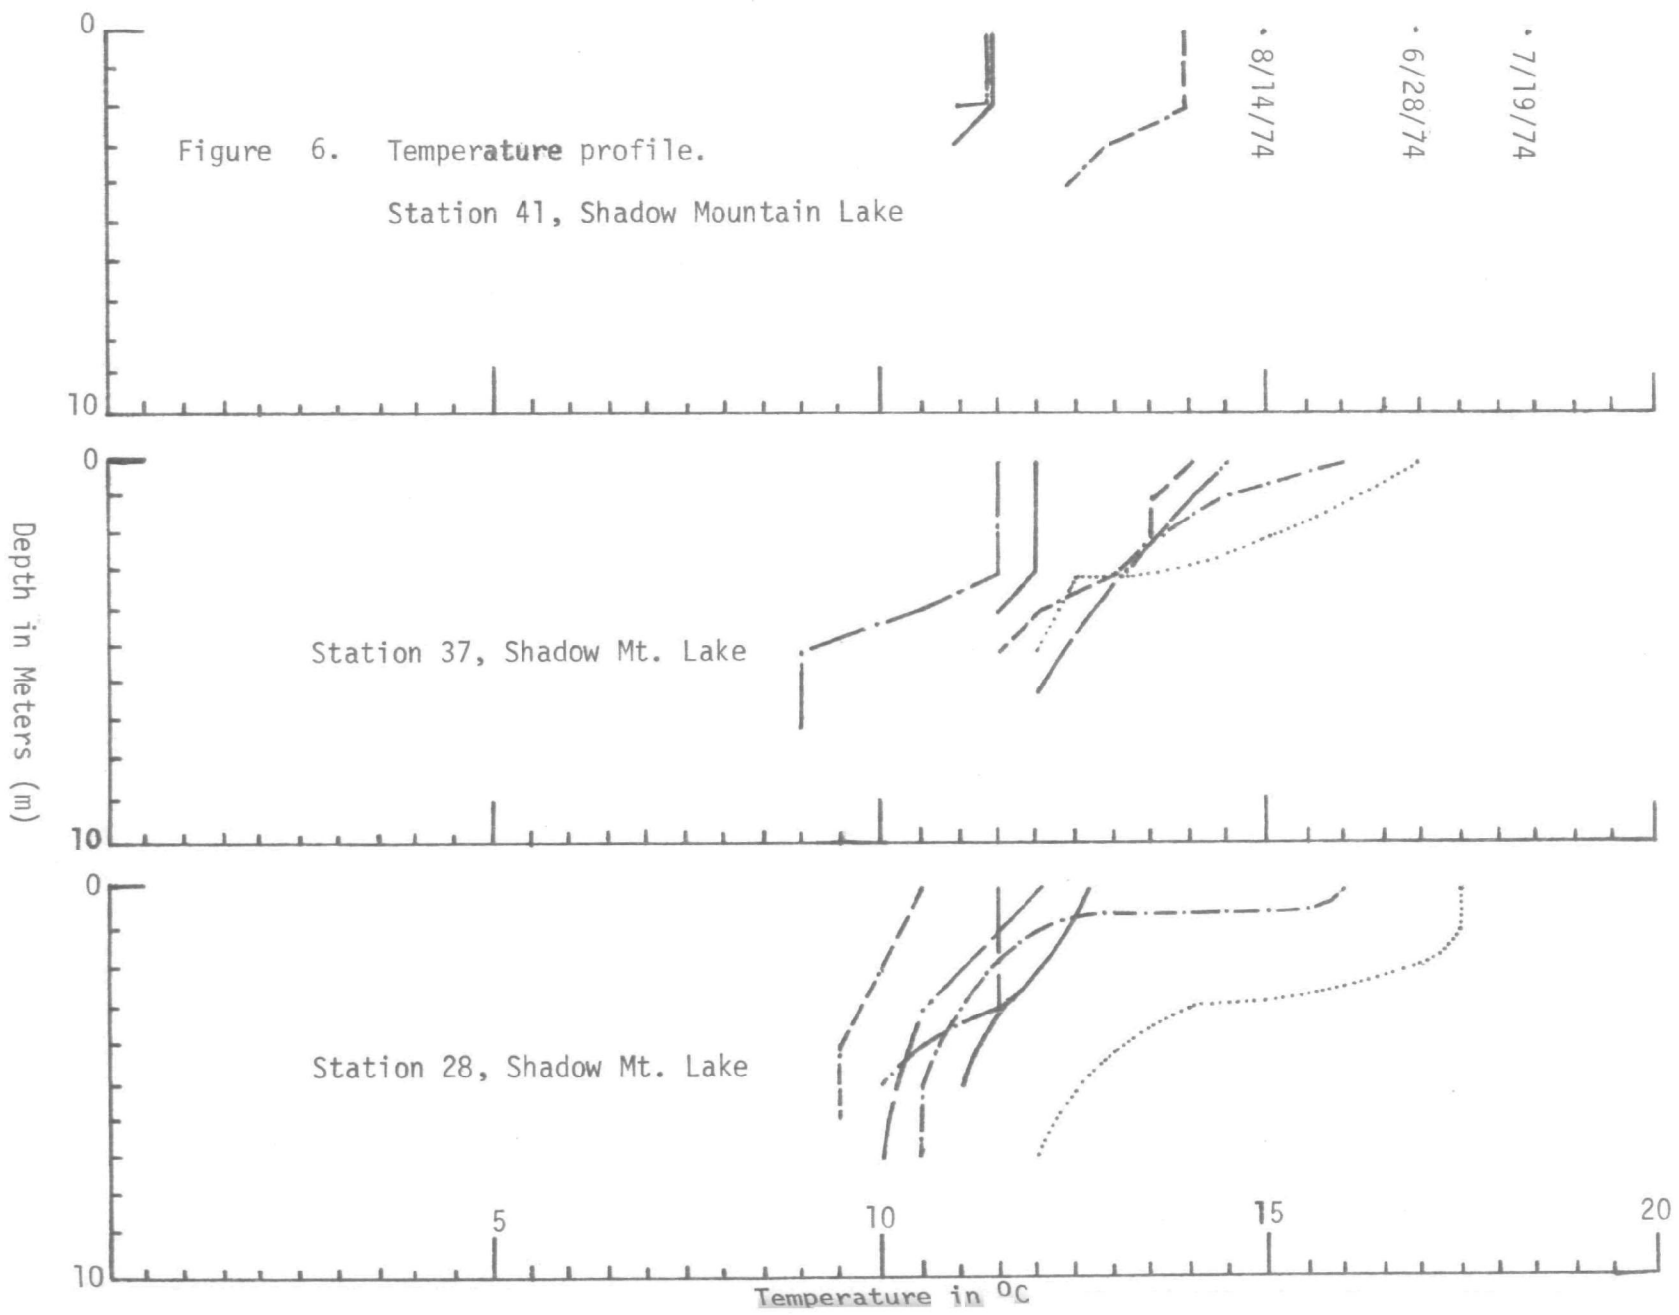 0
8/14/74
6/28/74
7/19/74
Figure 6. Temperature profile.
Station 41, Shadow Mountain Lake
10
0
Depth in Meters (m)
Station 37, Shadow Mt. Lake
10
0
Station 28, Shadow Mt. Lake
5 10 15 20
10
Temperature in °C